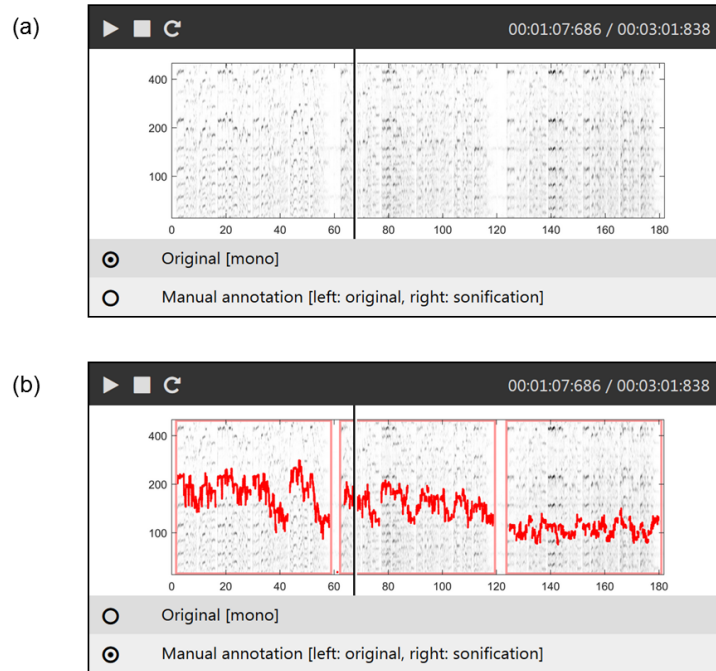 (a)
00:01:07:686 / 00:03:01:838
400
200
100
0 20 40 60 80 100 120 140 160 180
Original [mono]
Manual annotation [left: original, right: sonification]
(b)
00:01:07:686 / 00:03:01:838
400
200
100
0 20 40 60 80 100 120 140 160 180
Original [mono]
Manual annotation [left: original, right: sonification]